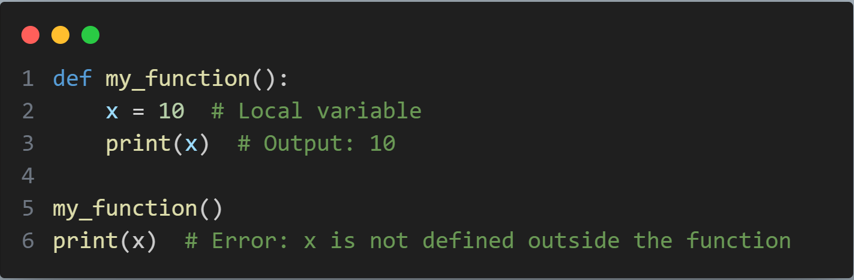 1 def my_function():
2     x = 10  # Local variable
3     print(x)  # Output: 10
4
5 my_function()
6 print(x)  # Error: x is not defined outside the function